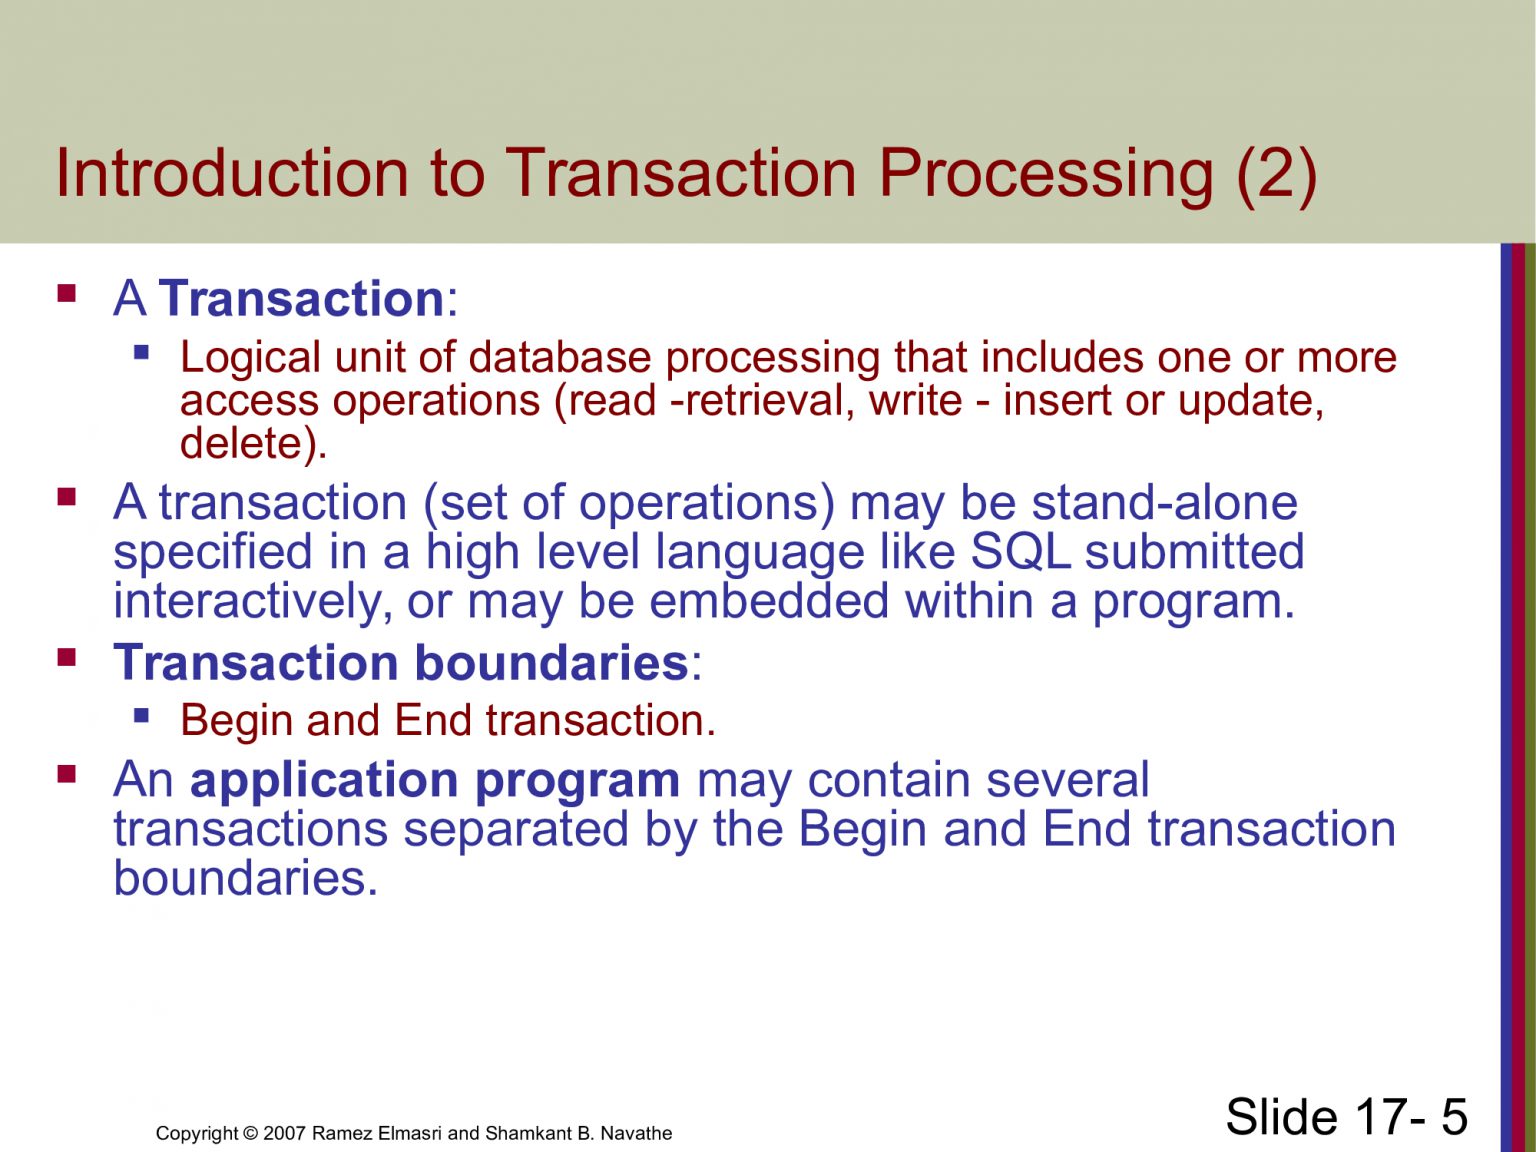 Introduction to Transaction Processing (2)
A Transaction:
Logical unit of database processing that includes one or more
access operations (read -retrieval, write - insert or update,
delete).
A transaction (set of operations) may be stand-alone
specified in a high level language like SQL submitted
interactively, or may be embedded within a program.
Transaction boundaries:
Begin and End transaction.
An application program may contain several
transactions separated by the Begin and End transaction
boundaries.
Copyright © 2007 Ramez Elmasri and Shamkant B. Navathe
Slide 17- 5